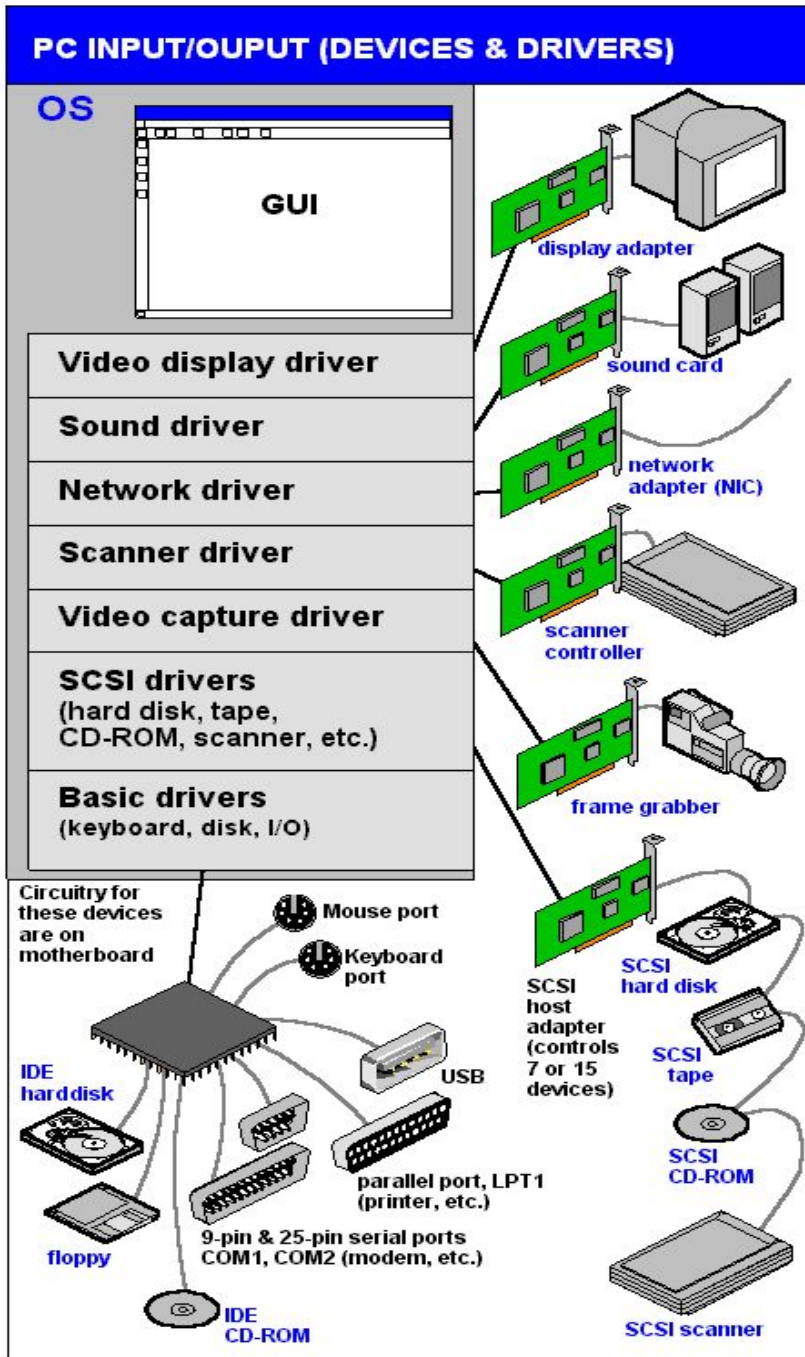 PC INPUT/OUPUT (DEVICES & DRIVERS)
OS
GUI
Video display driver
Sound driver
Network driver
Scanner driver
Video capture driver
SCSI drivers
(hard disk, tape,
CD-ROM, scanner, etc.)
Basic drivers
(keyboard, disk, I/O)
display adapter
sound card
network
adapter (NIC)
scanner
controller
frame grabber
Circuitry for
these devices
are on
motherboard
Mouse port
Keyboard
port
USB
IDE
harddisk
floppy
IDE
CD-ROM
9-pin & 25-pin serial ports
COM1, COM2 (modem, etc.)
parallel port, LPT1
(printer, etc.)
SCSI
host
adapter
(controls
7 or 15
devices)
SCSI
hard disk
SCSI
tape
SCSI
CD-ROM
SCSI scanner